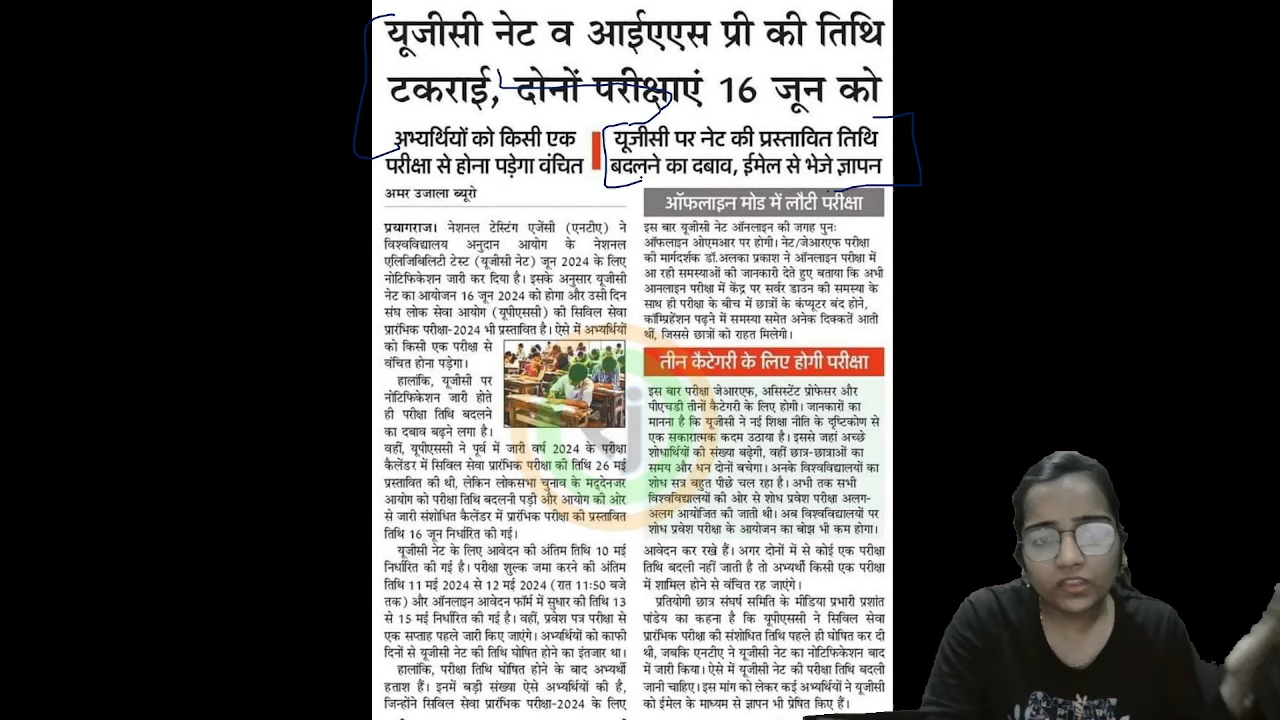 यूजीसी नेट व आईएएस प्री की तिथि
टकराई, दोनों परीक्षाएं 16 जून को
अभ्यर्थियों को किसी एक
परीक्षा से होना पड़ेगा वंचित
यूजीसी पर नेट की प्रस्तावित तिथि
बदलने का दबाव, ईमेल से भेजे ज्ञापन
अमर उजाला ब्यूरो
प्रयागराज। नेशनल टेस्टिंग एजेंसी (एनटीए) ने
विश्वविद्यालय अनुदान आयोग के नेशनल
एलिजिबिलिटी टेस्ट (यूजीसी नेट) जून 2024 के लिए
नोटिफिकेशन जारी कर दिया है। इसके अनुसार यूजीसी
नेट का आयोजन 16 जून 2024 को होगा और उसी दिन
संघ लोक सेवा आयोग (यूपीएससी) की सिविल सेवा
प्रारंभिक परीक्षा-2024 भी प्रस्तावित है। ऐसे में अभ्यर्थियों
को किसी एक परीक्षा से
वंचित होना पड़ेगा।
हालांकि, यूजीसी पर
नोटिफिकेशन जारी होते
ही परीक्षा तिथि बदलने
का दबाव बढ़ने लगा है।
वहीं, यूपीएससी ने पूर्व में जारी वर्ष 2024 के परीक्षा
कैलेंडर में सिविल सेवा प्रारंभिक परीक्षा की तिथि 26 मई
प्रस्तावित की थी, लेकिन लोकसभा चुनाव के मद्देनजर
आयोग को परीक्षा तिथि बदलनी पड़ी और आयोग की ओर
से जारी संशोधित कैलेंडर में प्रारंभिक परीक्षा की प्रस्तावित
तिथि 16 जून निर्धारित की गई।
यूजीसी नेट के लिए आवेदन की अंतिम तिथि 10 मई
निर्धारित की गई है। परीक्षा शुल्क जमा करने की अंतिम
तिथि 11 मई 2024 से 12 मई 2024 (रात 11:50 बजे
तक) और ऑनलाइन आवेदन फॉर्म में सुधार की तिथि 13
से 15 मई निर्धारित की गई है। वहीं, प्रवेश पत्र परीक्षा से
एक सप्ताह पहले जारी किए जाएंगे। अभ्यर्थियों को काफी
दिनों से यूजीसी नेट की तिथि घोषित होने का इंतजार था।
हालांकि, परीक्षा तिथि घोषित होने के बाद अभ्यर्थी
हताश हैं। इनमें बड़ी संख्या ऐसे अभ्यर्थियों की है,
जिन्होंने सिविल सेवा प्रारंभिक परीक्षा-2024 के लिए
ऑफलाइन मोड में लौटी परीक्षा
इस बार यूजीसी नेट ऑनलाइन की जगह पुनः
ऑफलाइन ओएमआर पर होगी। नेट/जेआरएफ परीक्षा
की मार्गदर्शक डॉ.अलका प्रकाश ने ऑनलाइन परीक्षा में
आ रही समस्याओं की जानकारी देते हुए बताया कि अभी
आनलाइन परीक्षा में केंद्र पर सर्वर डाउन की समस्या के
साथ ही परीक्षा के बीच में छात्रों के कंप्यूटर बंद होने,
कॉम्प्रिहेंशन पढ़ने में समस्या समेत अनेक दिक्कतें आती
थीं, जिससे छात्रों को राहत मिलेगी।
तीन कैटेगरी के लिए होगी परीक्षा
इस बार परीक्षा जेआरएफ, असिस्टेंट प्रोफेसर और
पीएचडी तीनों कैटेगरी के लिए होगी। जानकारों का
मानना है कि यूजीसी ने नई शिक्षा नीति के दृष्टिकोण से
एक सकारात्मक कदम उठाया है। इससे जहां अच्छे
शोधार्थियों की संख्या बढ़ेगी, वहीं छात्र-छात्राओं का
समय और धन दोनों बचेगा। अनके विश्वविद्यालयों का
शोध सत्र बहुत पीछे चल रहा है। अभी तक सभी
विश्वविद्यालयों की ओर से शोध प्रवेश परीक्षा अलग-
अलग आयोजित की जाती थी। अब विश्वविद्यालयों पर
शोध प्रवेश परीक्षा के आयोजन का बोझ भी कम होगा।
आवेदन कर रखे हैं। अगर दोनों में से कोई एक परीक्षा
तिथि बदली नहीं जाती है तो अभ्यर्थी किसी एक परीक्षा
में शामिल होने से वंचित रह जाएंगे।
प्रतियोगी छात्र संघर्ष समिति के मीडिया प्रभारी प्रशांत
पांडेय का कहना है कि यूपीएससी ने सिविल सेवा
प्रारंभिक परीक्षा की संशोधित तिथि पहले ही घोषित कर दी
थी, जबकि एनटीए ने यूजीसी नेट का नोटिफिकेशन बाद
में जारी किया। ऐसे में यूजीसी नेट की परीक्षा तिथि बदली
जानी चाहिए। इस मांग को लेकर कई अभ्यर्थियों ने यूजीसी
को ईमेल के माध्यम से ज्ञापन भी प्रेषित किए हैं।